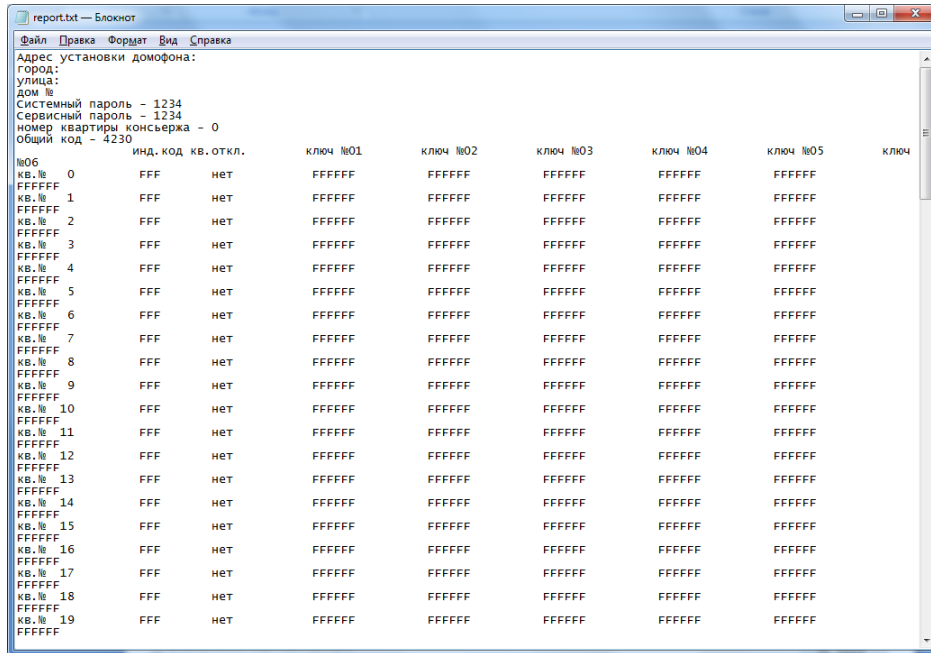 report.txt — Блокнот
Файл Правка Формат Вид Справка
Адрес установки домофона:
город:
улица:
дом №
Системный пароль - 1234
Сервисный пароль - 1234
номер квартиры консьержа - 0
Общий код - 4230
инд.код кв.откл. ключ №01 ключ №02 ключ №03 ключ №04 ключ №05 ключ
№06
кв.№ 0 FFF нет FFFFFF FFFFFF FFFFFF FFFFFF FFFFFF
FFFFFF
кв.№ 1 FFF нет FFFFFF FFFFFF FFFFFF FFFFFF FFFFFF
FFFFFF
кв.№ 2 FFF нет FFFFFF FFFFFF FFFFFF FFFFFF FFFFFF
FFFFFF
кв.№ 3 FFF нет FFFFFF FFFFFF FFFFFF FFFFFF FFFFFF
FFFFFF
кв.№ 4 FFF нет FFFFFF FFFFFF FFFFFF FFFFFF FFFFFF
FFFFFF
кв.№ 5 FFF нет FFFFFF FFFFFF FFFFFF FFFFFF FFFFFF
FFFFFF
кв.№ 6 FFF нет FFFFFF FFFFFF FFFFFF FFFFFF FFFFFF
FFFFFF
кв.№ 7 FFF нет FFFFFF FFFFFF FFFFFF FFFFFF FFFFFF
FFFFFF
кв.№ 8 FFF нет FFFFFF FFFFFF FFFFFF FFFFFF FFFFFF
FFFFFF
кв.№ 9 FFF нет FFFFFF FFFFFF FFFFFF FFFFFF FFFFFF
FFFFFF
кв.№ 10 FFF нет FFFFFF FFFFFF FFFFFF FFFFFF FFFFFF
FFFFFF
кв.№ 11 FFF нет FFFFFF FFFFFF FFFFFF FFFFFF FFFFFF
FFFFFF
кв.№ 12 FFF нет FFFFFF FFFFFF FFFFFF FFFFFF FFFFFF
FFFFFF
кв.№ 13 FFF нет FFFFFF FFFFFF FFFFFF FFFFFF FFFFFF
FFFFFF
кв.№ 14 FFF нет FFFFFF FFFFFF FFFFFF FFFFFF FFFFFF
FFFFFF
кв.№ 15 FFF нет FFFFFF FFFFFF FFFFFF FFFFFF FFFFFF
FFFFFF
кв.№ 16 FFF нет FFFFFF FFFFFF FFFFFF FFFFFF FFFFFF
FFFFFF
кв.№ 17 FFF нет FFFFFF FFFFFF FFFFFF FFFFFF FFFFFF
FFFFFF
кв.№ 18 FFF нет FFFFFF FFFFFF FFFFFF FFFFFF FFFFFF
FFFFFF
кв.№ 19 FFF нет FFFFFF FFFFFF FFFFFF FFFFFF FFFFFF
FFFFFF